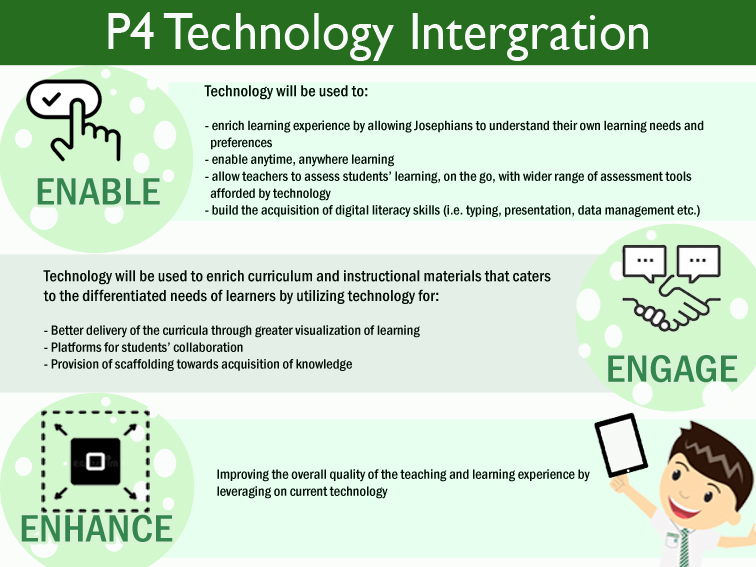 P4 Technology Intergration
Technology will be used to:
- enrich learning experience by allowing Josephians to understand their own learning needs and
preferences
- enable anytime, anywhere learning
- allow teachers to assess students’ learning, on the go, with wider range of assessment tools
afforded by technology
- build the acquisition of digital literacy skills (i.e. typing, presentation, data management etc.)
ENABLE
Technology will be used to enrich curriculum and instructional materials that caters
to the differentiated needs of learners by utilizing technology for:
- Better delivery of the curricula through greater visualization of learning
- Platforms for students’ collaboration
- Provision of scaffolding towards acquisition of knowledge
ENGAGE
Improving the overall quality of the teaching and learning experience by
leveraging on current technology
ENHANCE